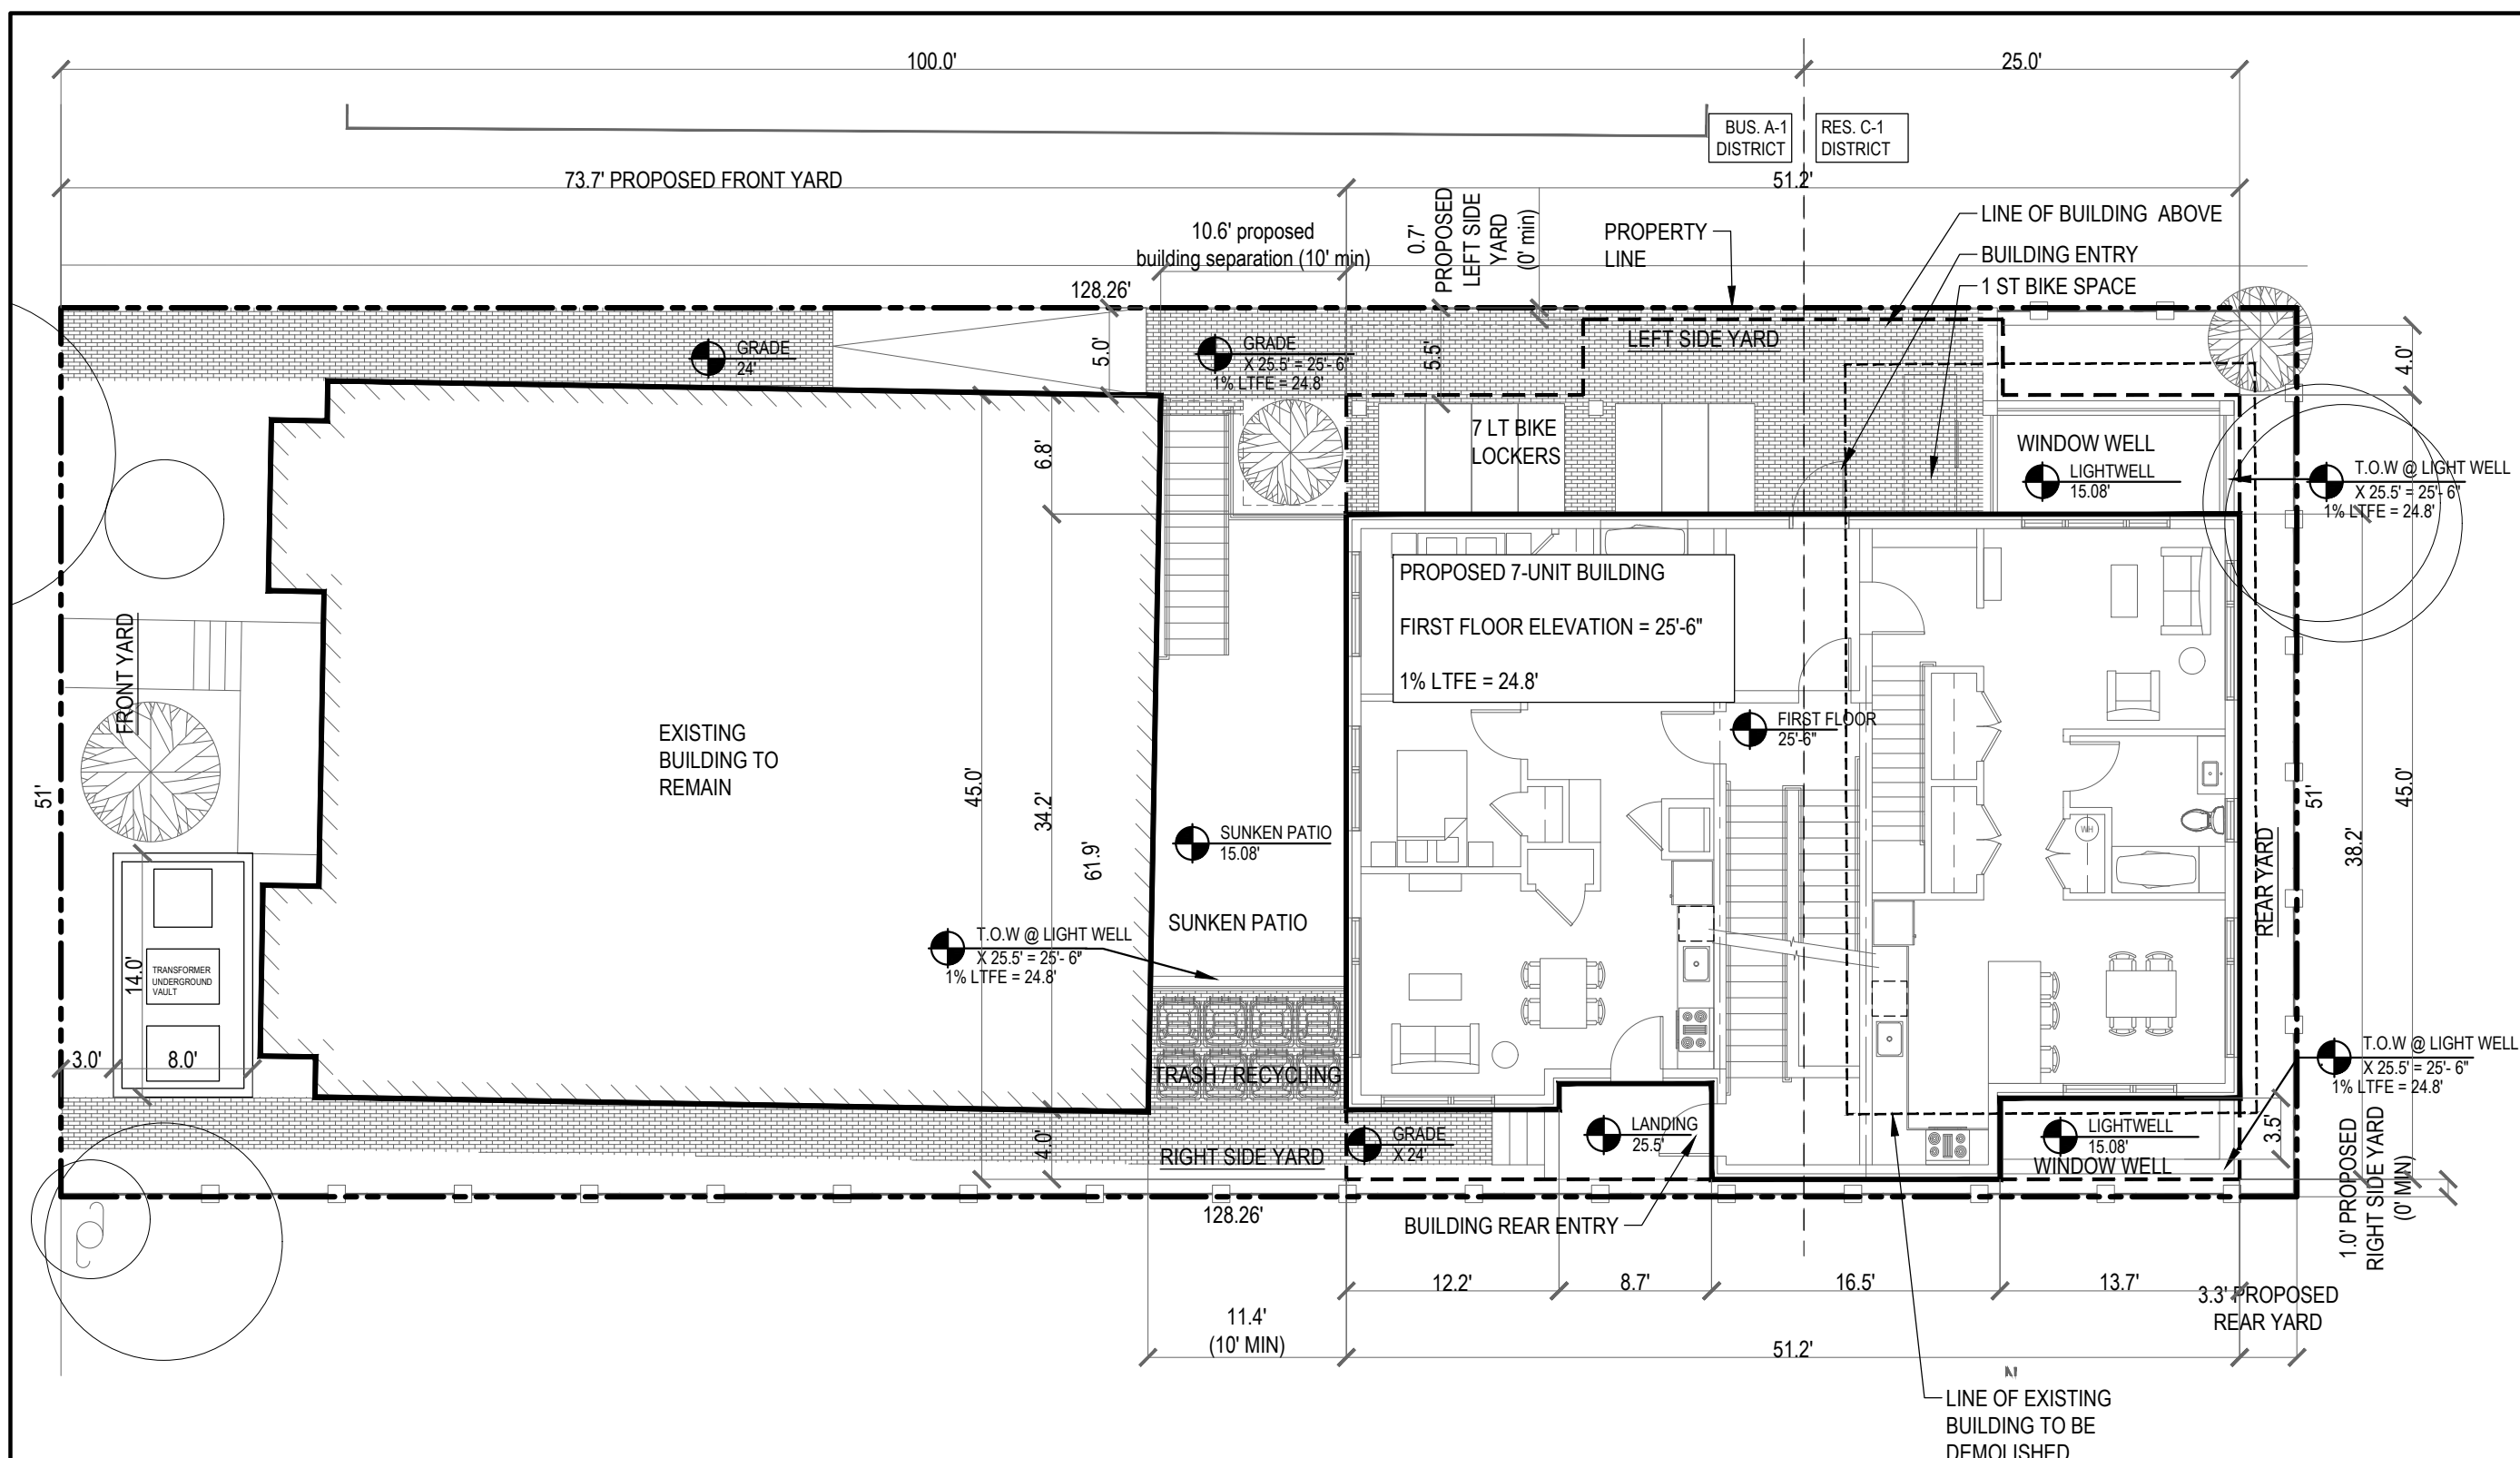 100.0'
25.0'
BUS. A-1
DISTRICT
RES. C-1
DISTRICT
73.7' PROPOSED FRONT YARD
51.2'
10.6' proposed
building separation (10' min)
0.7'
PROPOSED
LEFT SIDE
YARD
(0' min)
PROPERTY
LINE
LINE OF BUILDING ABOVE
BUILDING ENTRY
1 ST BIKE SPACE
128.26'
GRADE
24'
5.0'
GRADE
X 25.5' = 25'- 6"
1% LTFE = 24.8'
5.5'
LEFT SIDE YARD
4.0'
6.8'
7 LT BIKE
LOCKERS
WINDOW WELL
LIGHTWELL
15.08'
T.O.W @ LIGHT WELL
X 25.5' = 25'- 6"
1% LTFE = 24.8'
PROPOSED 7-UNIT BUILDING
FIRST FLOOR ELEVATION = 25'-6"
1% LTFE = 24.8'
FRONT YARD
EXISTING
BUILDING TO
REMAIN
FIRST FLOOR
25'-6"
51'
45.0'
34.2'
61.9'
SUNKEN PATIO
15.08'
WH
51'
45.0'
38.2'
REAR YARD
SUNKEN PATIO
T.O.W @ LIGHT WELL
X 25.5' = 25'- 6"
1% LTFE = 24.8'
14.0'
TRANSFORMER
UNDERGROUND
VAULT
3.0'
8.0'
TRASH / RECYCLING
T.O.W @ LIGHT WELL
X 25.5' = 25'- 6"
1% LTFE = 24.8'
4.0'
RIGHT SIDE YARD
GRADE
X 24'
LANDING
25.5'
LIGHTWELL
15.08'
WINDOW WELL
3.5'
1.0' PROPOSED
RIGHT SIDE YARD
(0' MIN)
128.26'
BUILDING REAR ENTRY
12.2'
8.7'
16.5'
13.7'
3.3' PROPOSED
REAR YARD
11.4'
(10' MIN)
51.2'
N
LINE OF EXISTING
BUILDING TO BE
DEMOLISHED